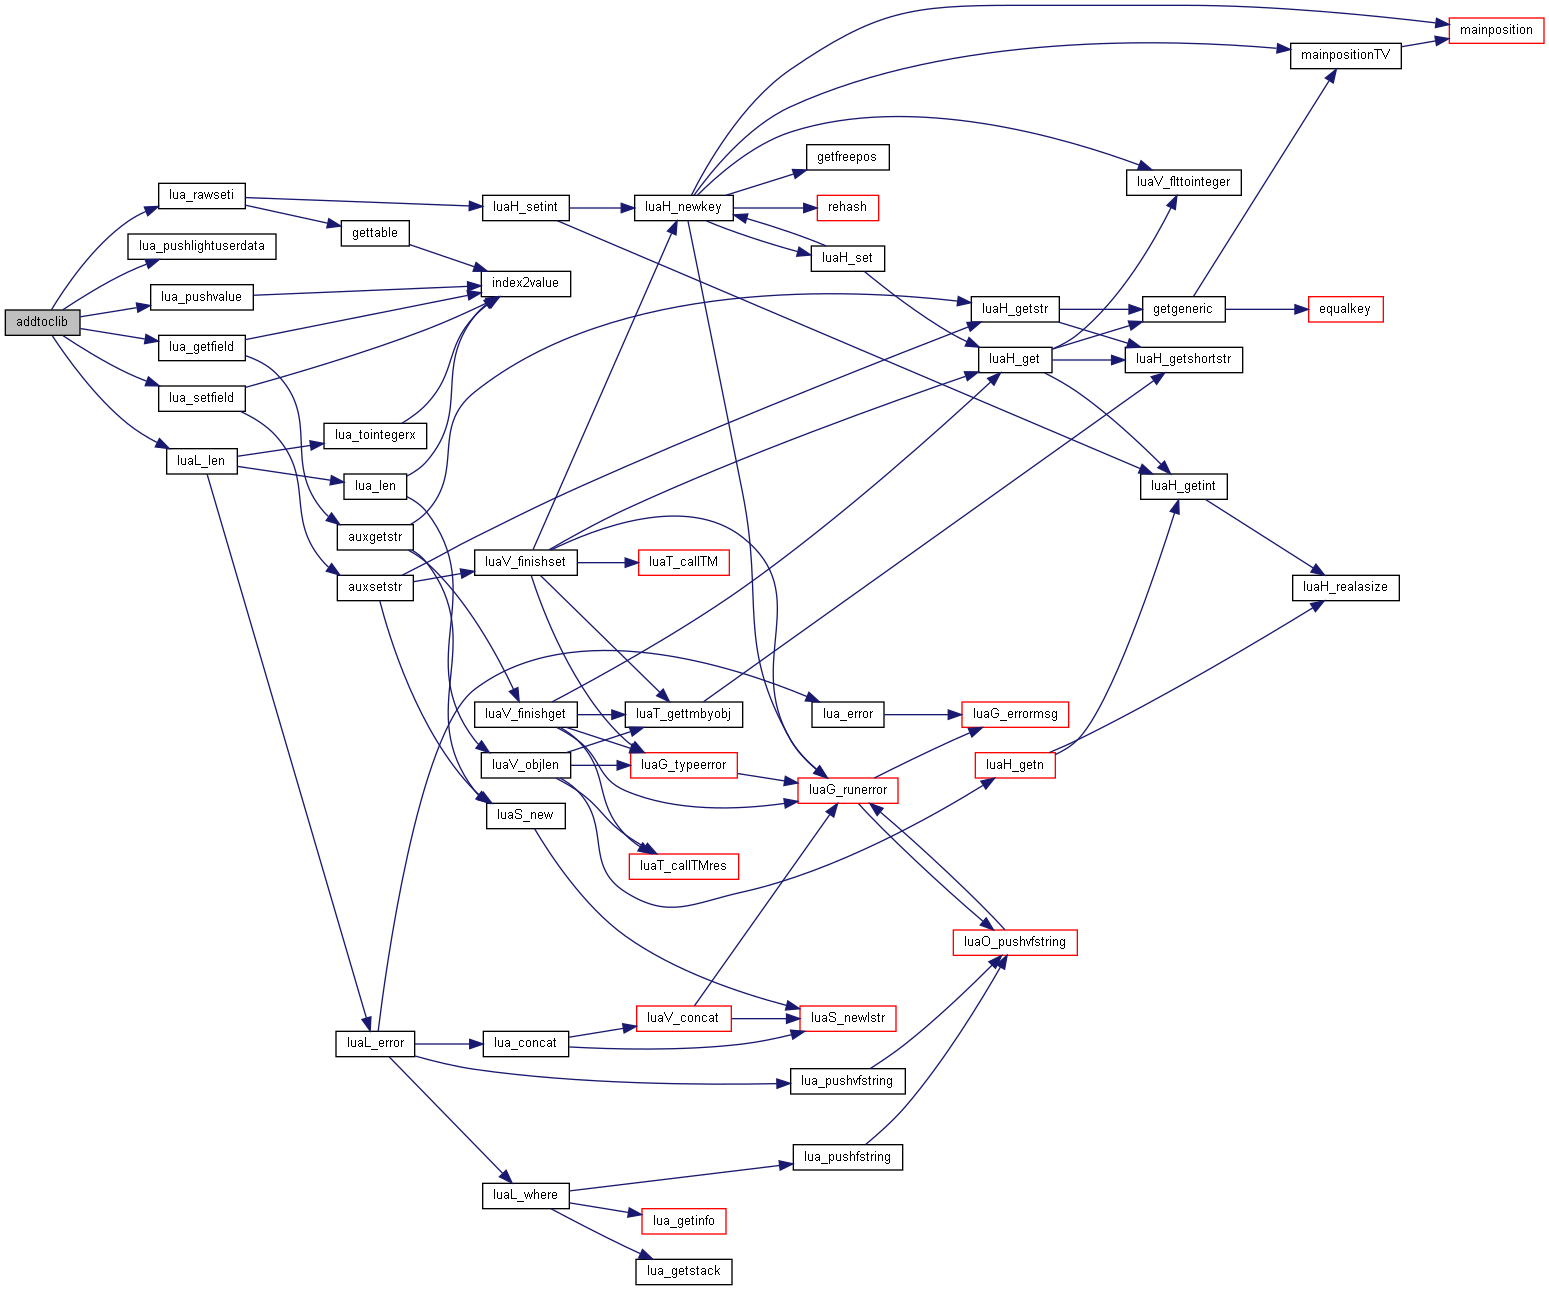 mainposition
mainpositionTV
getfreepos
luaV_flttointeger
lua_rawseti
luaH_setint
luaH_newkey
rehash
gettable
lua_pushlightuserdata
luaH_set
index2value
lua_pushvalue
luaH_getstr
getgeneric
equalkey
addtoclib
lua_getfield
luaH_get
luaH_getshortstr
lua_setfield
lua_tointegerx
luaL_len
lua_len
luaH_getint
auxgetstr
luaV_finishset
luaT_callTM
auxsetstr
luaH_realasize
luaV_finishget
luaT_gettmbyobj
lua_error
luaG_errormsg
luaV_objlen
luaG_typeerror
luaH_getn
luaG_runerror
luaS_new
luaT_callTMres
luaO_pushvfstring
luaV_concat
luaS_newlstr
luaL_error
lua_concat
lua_pushvfstring
lua_pushfstring
luaL_where
lua_getinfo
lua_getstack